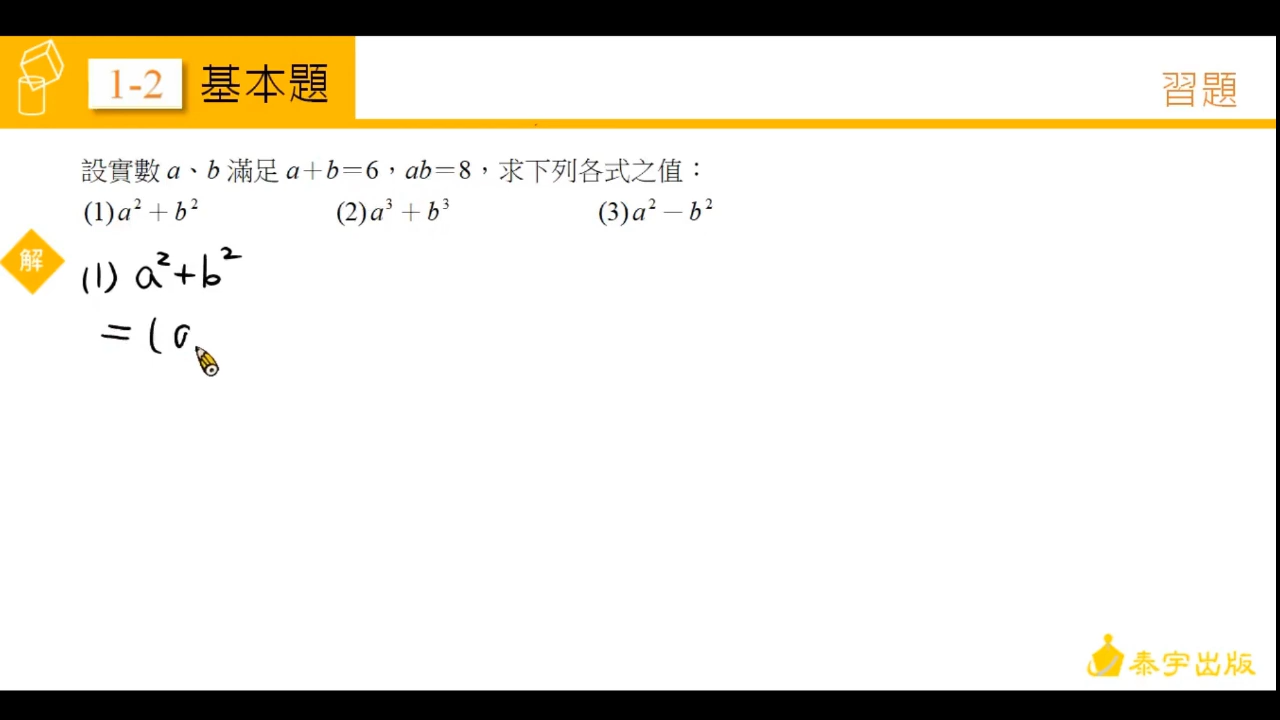 1-2 基本題
習題
設實數 a、b 滿足 a+b=6，ab=8，求下列各式之值：
(1)a²+b² (2)a³+b³ (3)a²-b²
解
(1) a²+b²
= ( a
泰宇出版